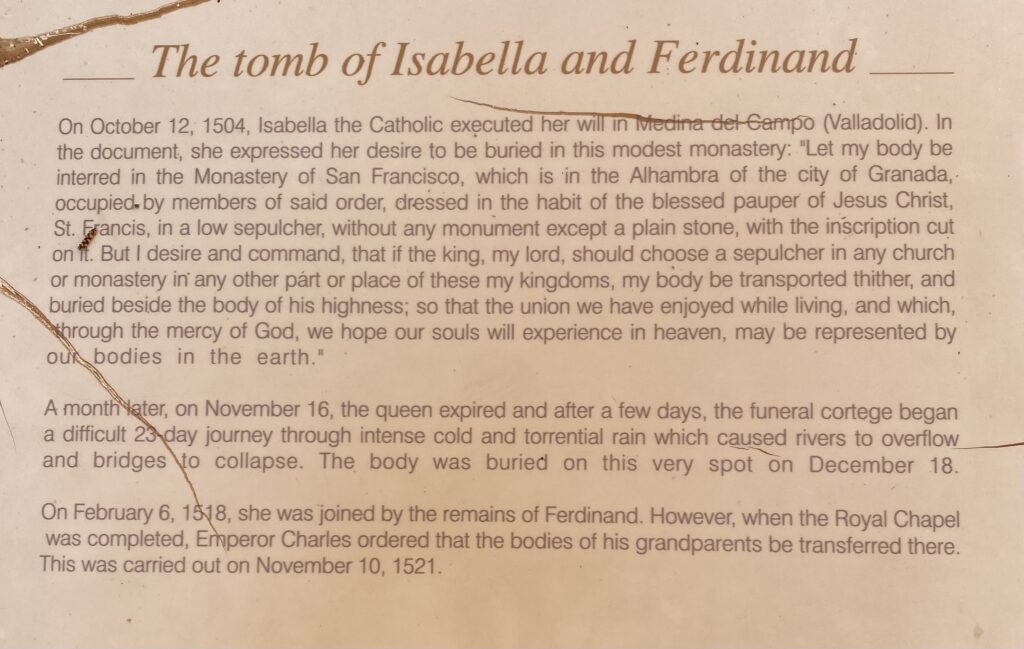 The tomb of Isabella and Ferdinand
On October 12, 1504, Isabella the Catholic executed her will in Medina del Campo (Valladolid). In
the document, she expressed her desire to be buried in this modest monastery: "Let my body be
interred in the Monastery of San Francisco, which is in the Alhambra of the city of Granada,
occupied by members of said order, dressed in the habit of the blessed pauper of Jesus Christ,
St. Francis, in a low sepulcher, without any monument except a plain stone, with the inscription cut
on it. But I desire and command, that if the king, my lord, should choose a sepulcher in any church
or monastery in any other part or place of these my kingdoms, my body be transported thither, and
buried beside the body of his highness; so that the union we have enjoyed while living, and which,
through the mercy of God, we hope our souls will experience in heaven, may be represented by
our bodies in the earth."
A month later, on November 16, the queen expired and after a few days, the funeral cortege began
a difficult 23-day journey through intense cold and torrential rain which caused rivers to overflow
and bridges to collapse. The body was buried on this very spot on December 18.
On February 6, 1518, she was joined by the remains of Ferdinand. However, when the Royal Chapel
was completed, Emperor Charles ordered that the bodies of his grandparents be transferred there.
This was carried out on November 10, 1521.